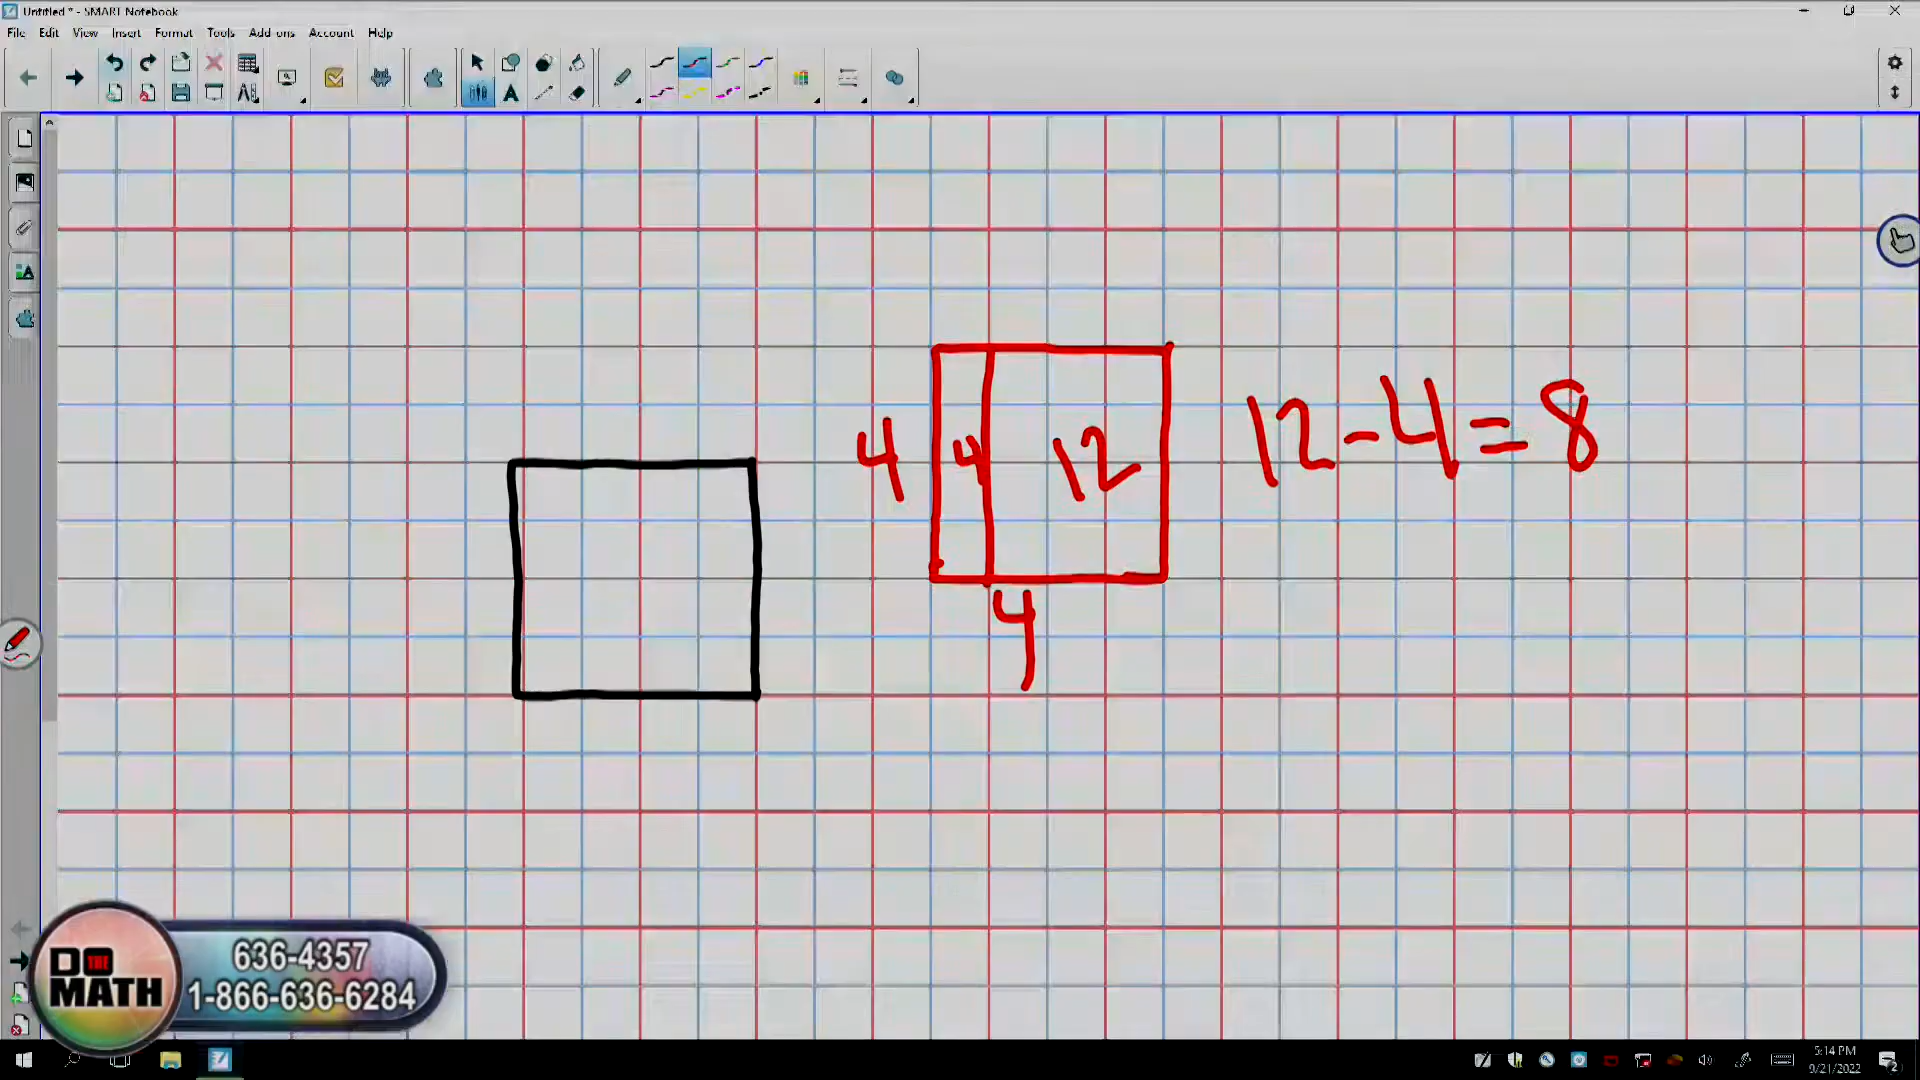 Untitled * - SMART Notebook
File Edit View Insert Format Tools Add-ons Account Help
4 4 12 12-4=8
4
DO THE MATH
636-4357
1-866-636-6284
5:14 PM
9/21/2022
2